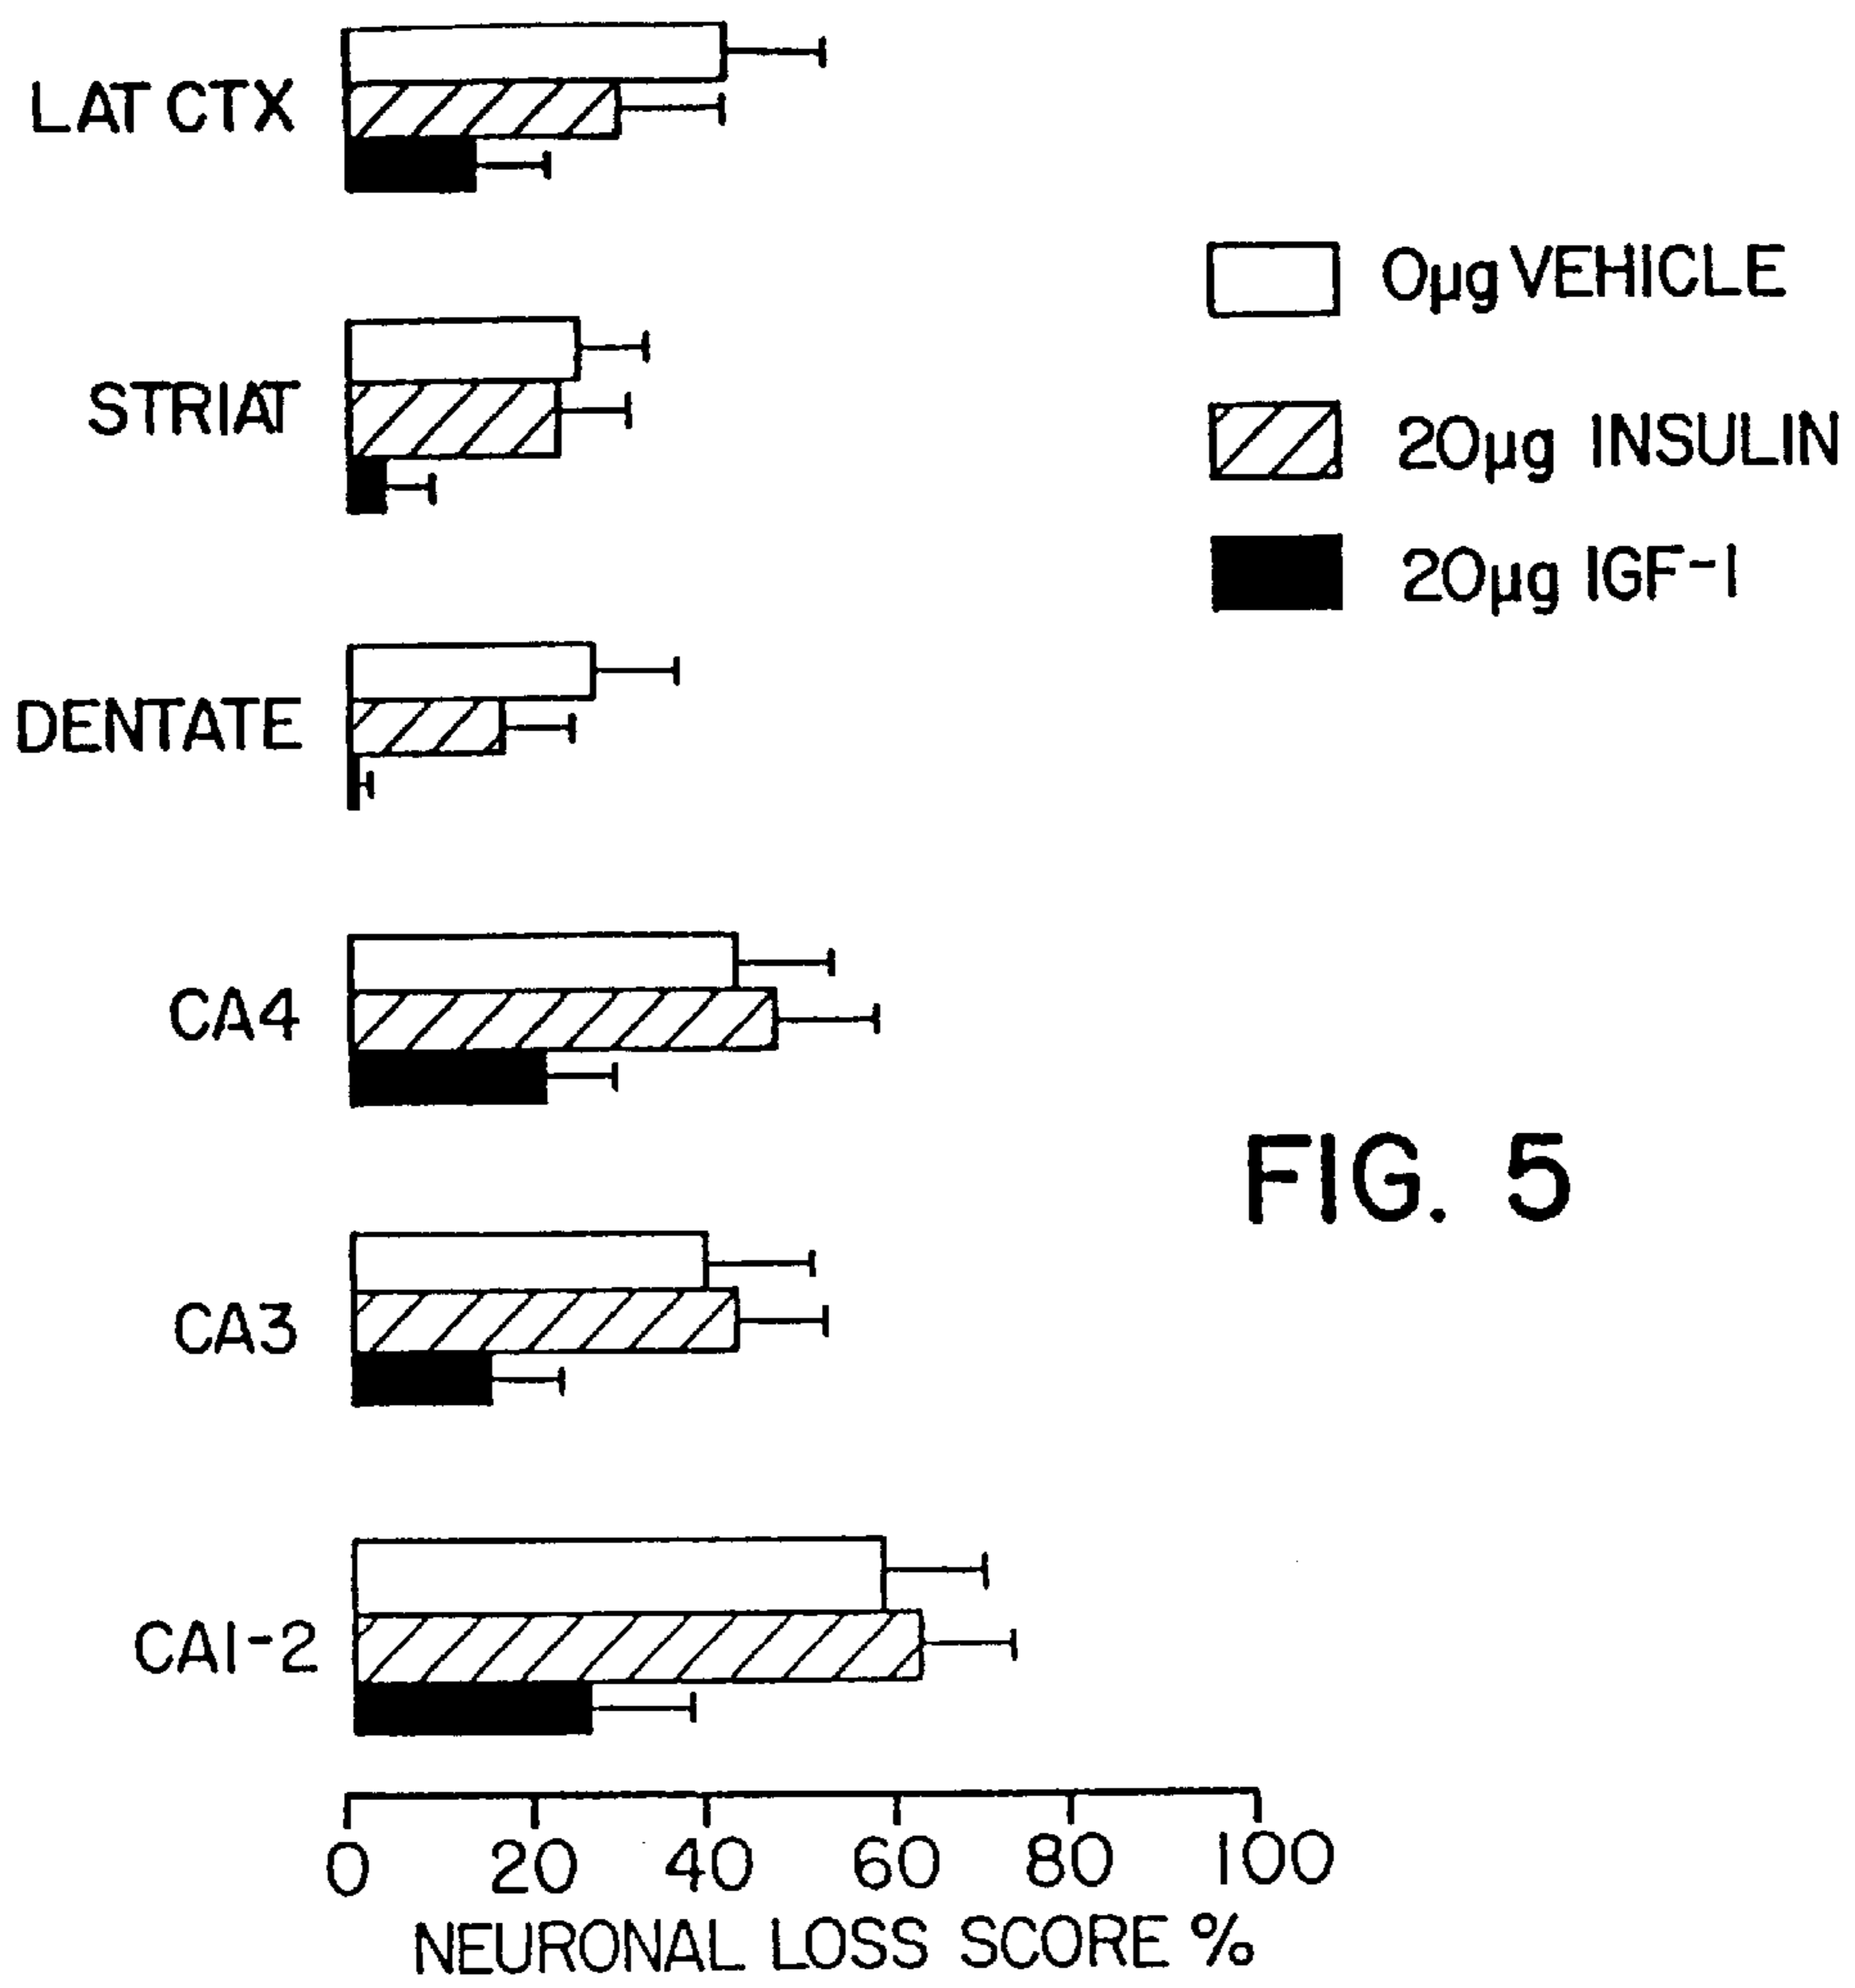 LAT CTX
0µg VEHICLE
STRIAT
20µg INSULIN
20µg IGF-1
DENTATE
CA4
FIG. 5
CA3
CA1-2
0 20 40 60 80 100
NEURONAL LOSS SCORE %